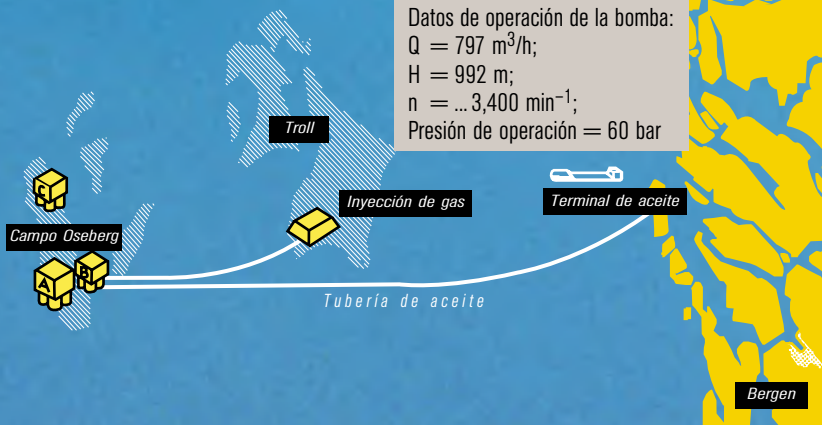 Datos de operación de la bomba:
Q = 797 m³/h;
H = 992 m;
n = ... 3,400 min⁻¹;
Presión de operación = 60 bar
Troll
C
Inyección de gas
Terminal de aceite
Campo Oseberg
A
B
Tubería de aceite
Bergen